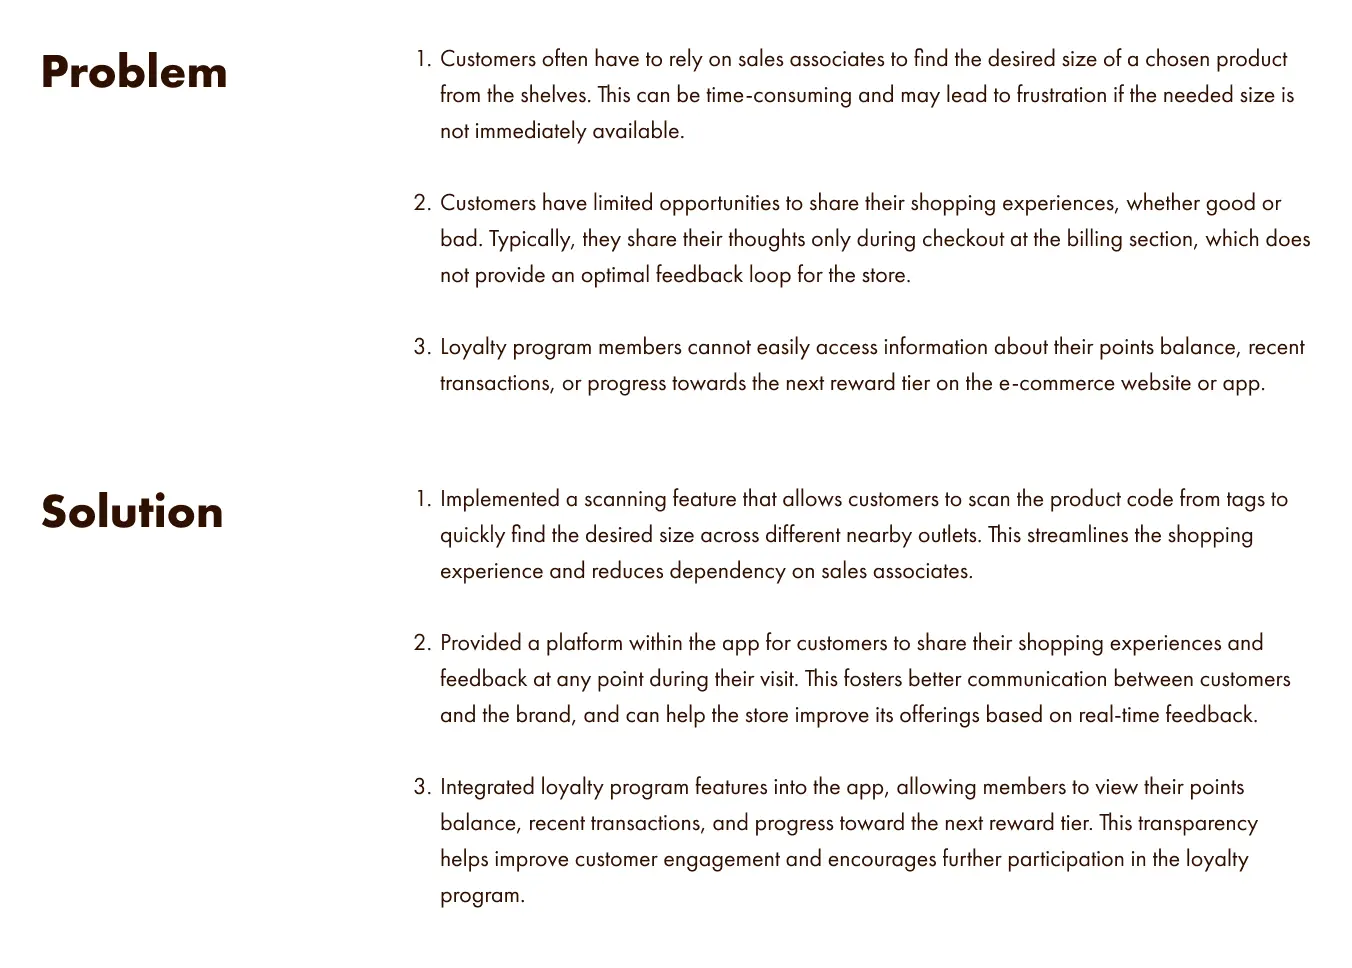 Problem
1. Customers often have to rely on sales associates to find the desired size of a chosen product
from the shelves. This can be time-consuming and may lead to frustration if the needed size is
not immediately available.
2. Customers have limited opportunities to share their shopping experiences, whether good or
bad. Typically, they share their thoughts only during checkout at the billing section, which does
not provide an optimal feedback loop for the store.
3. Loyalty program members cannot easily access information about their points balance, recent
transactions, or progress towards the next reward tier on the e-commerce website or app.
Solution
1. Implemented a scanning feature that allows customers to scan the product code from tags to
quickly find the desired size across different nearby outlets. This streamlines the shopping
experience and reduces dependency on sales associates.
2. Provided a platform within the app for customers to share their shopping experiences and
feedback at any point during their visit. This fosters better communication between customers
and the brand, and can help the store improve its offerings based on real-time feedback.
3. Integrated loyalty program features into the app, allowing members to view their points
balance, recent transactions, and progress toward the next reward tier. This transparency
helps improve customer engagement and encourages further participation in the loyalty
program.